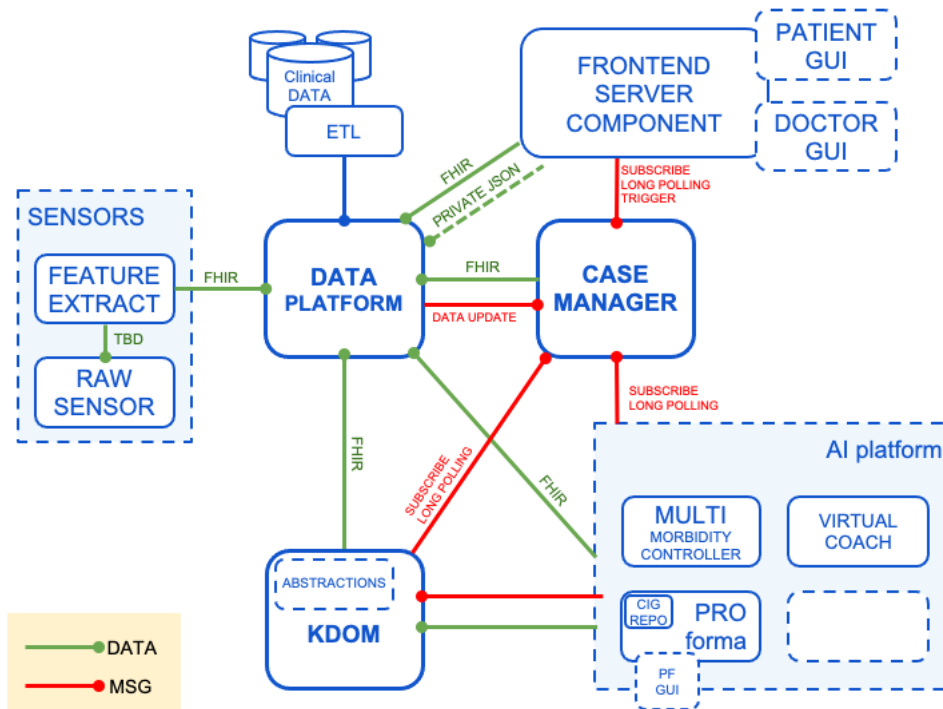 Clinical
DATA
ETL
FRONTEND
SERVER
COMPONENT
PATIENT
GUI
DOCTOR
GUI
FHIR
PRIVATE JSON
SUBSCRIBE
LONG POLLING
TRIGGER
SENSORS
FEATURE
EXTRACT
FHIR
TBD
RAW
SENSOR
DATA
PLATFORM
FHIR
DATA UPDATE
CASE
MANAGER
FHIR
SUBSCRIBE
LONG POLLING
FHIR
SUBSCRIBE
LONG POLLING
AI platform
MULTI
MORBIDITY
CONTROLLER
VIRTUAL
COACH
CIG
REPO
PRO
forma
PF
GUI
ABSTRACTIONS
KDOM
DATA
MSG